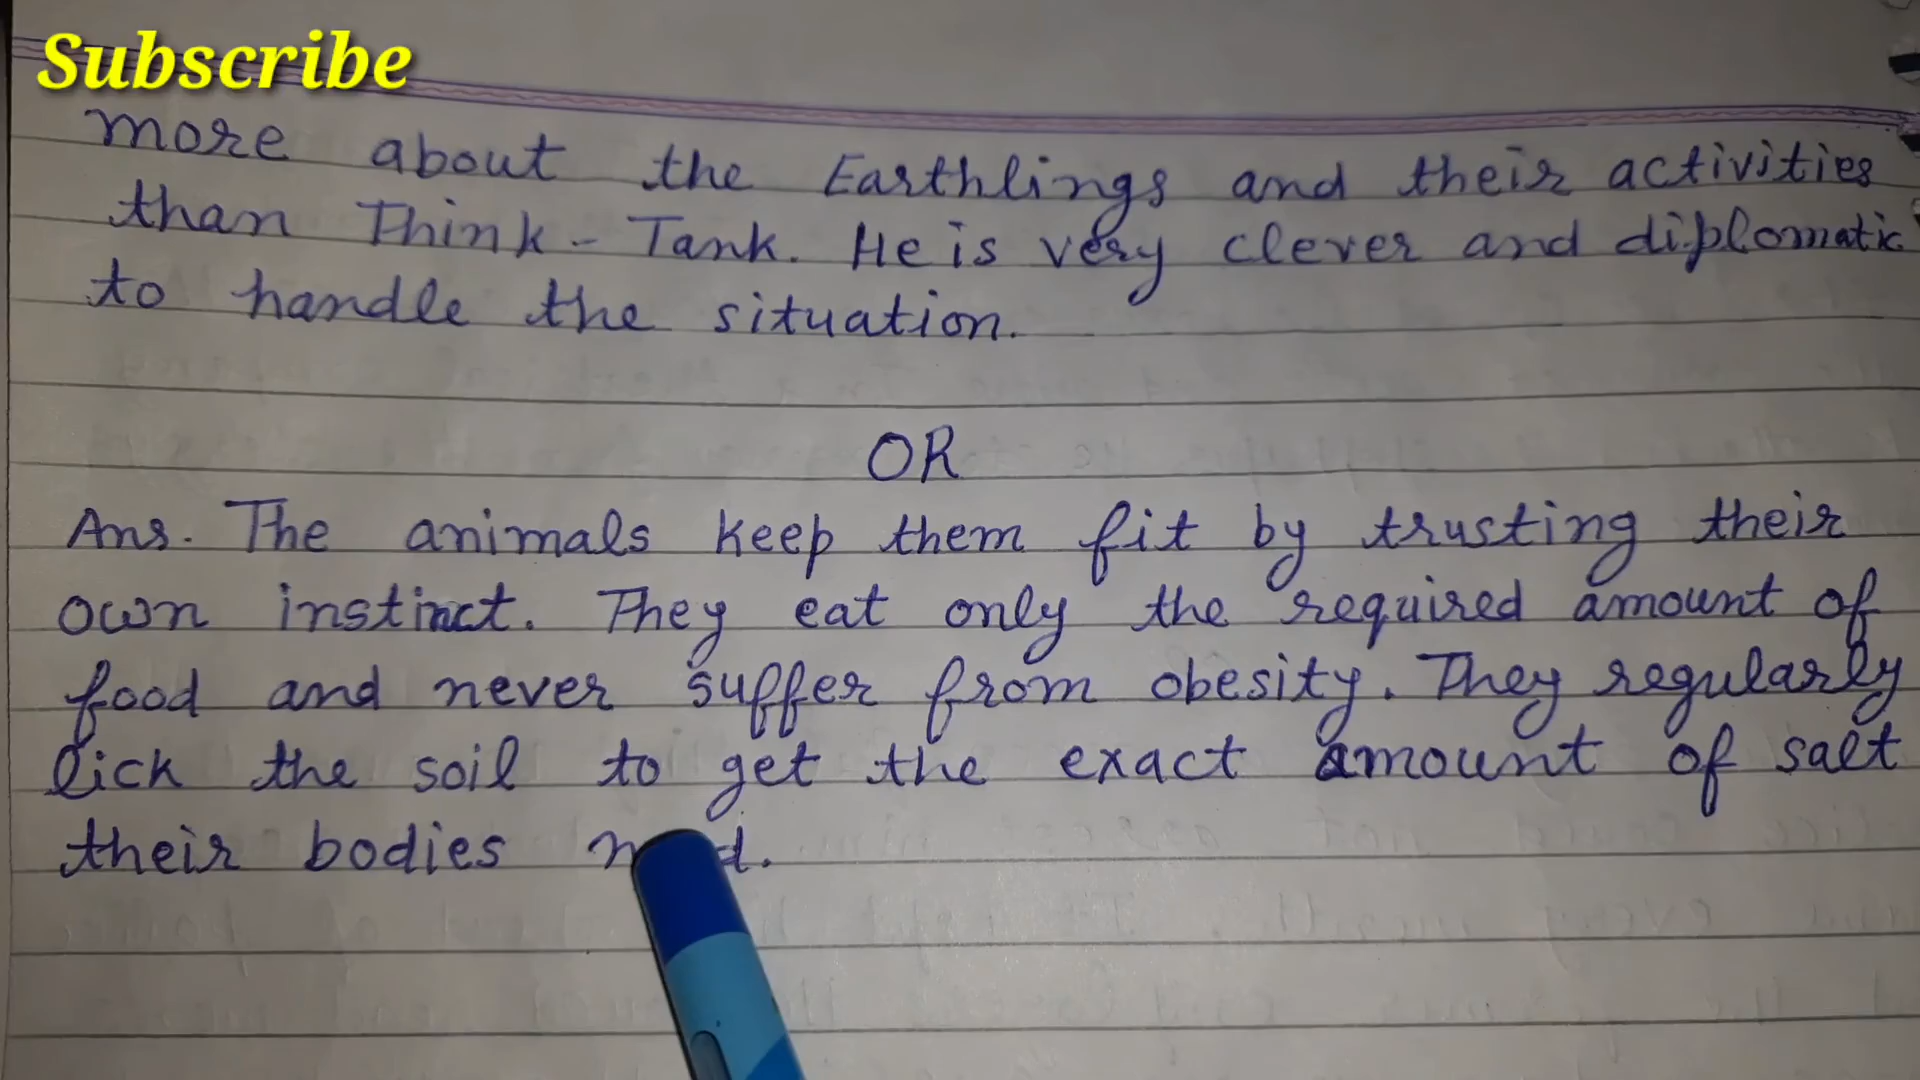 Subscribe
more about the Earthlings and their activities
than Think-Tank. He is very clever and diplomatic
to handle the situation.
OR
Ans. The animals keep them fit by trusting their
own instinct. They eat only the required amount of
food and never suffer from obesity. They regularly
lick the soil to get the exact amount of salt
their bodies